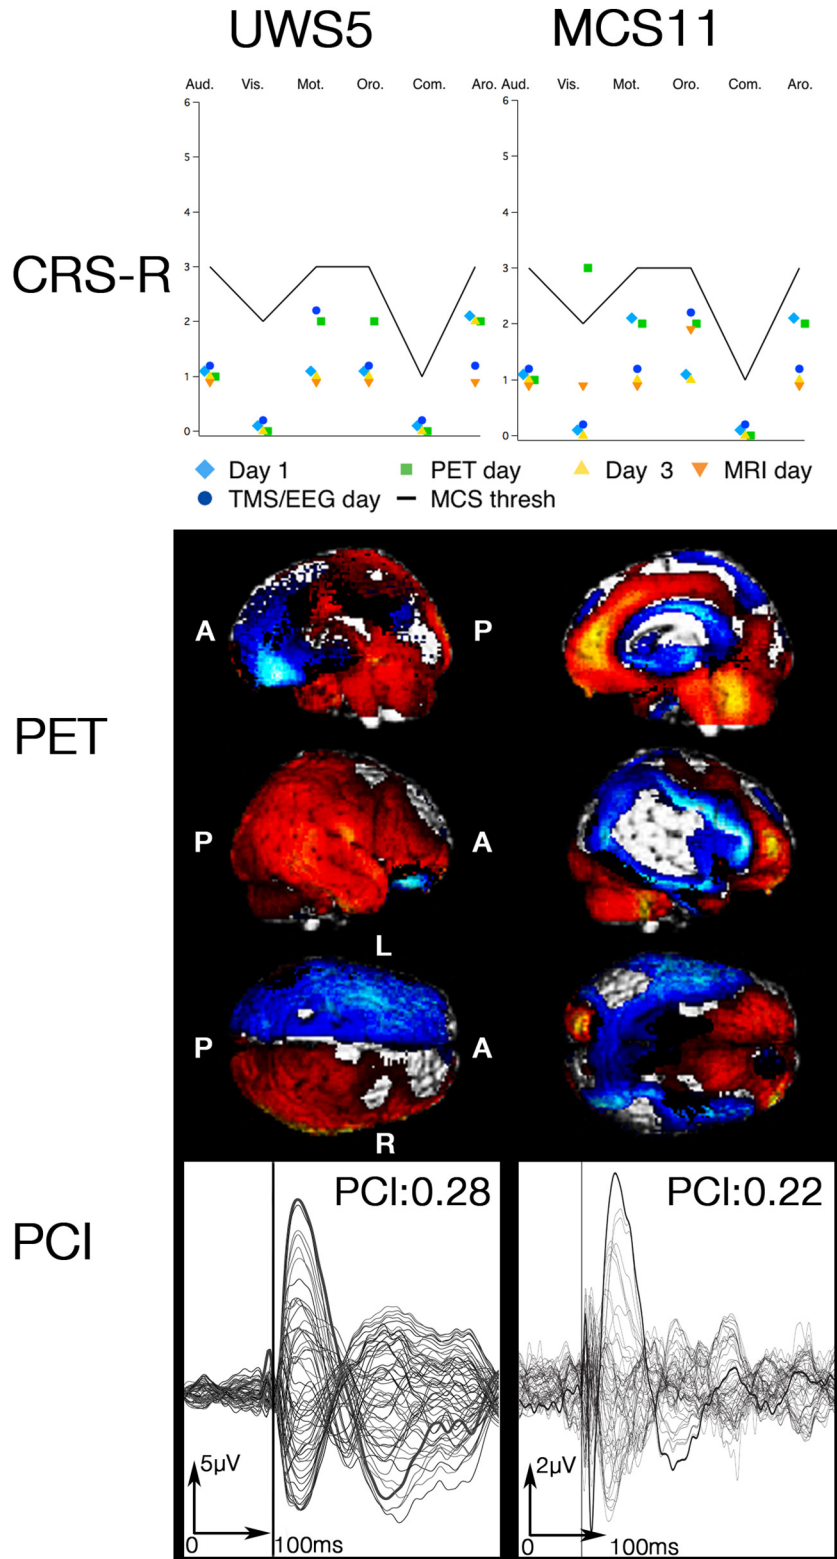 UWS5 MCS11
Aud. Vis. Mot. Oro. Com. Aro. Aud. Vis. Mot. Oro. Com. Aro.
6 6
5 5
4 4
CRS-R
3 3
2 2
1 1
0 0
Day 1 PET day Day 3 MRI day
TMS/EEG day MCS thresh
A P
PET
P A
L
P A
R
PCI:0.28 PCI:0.22
PCI
5µV 2µV
0 100ms 0 100ms